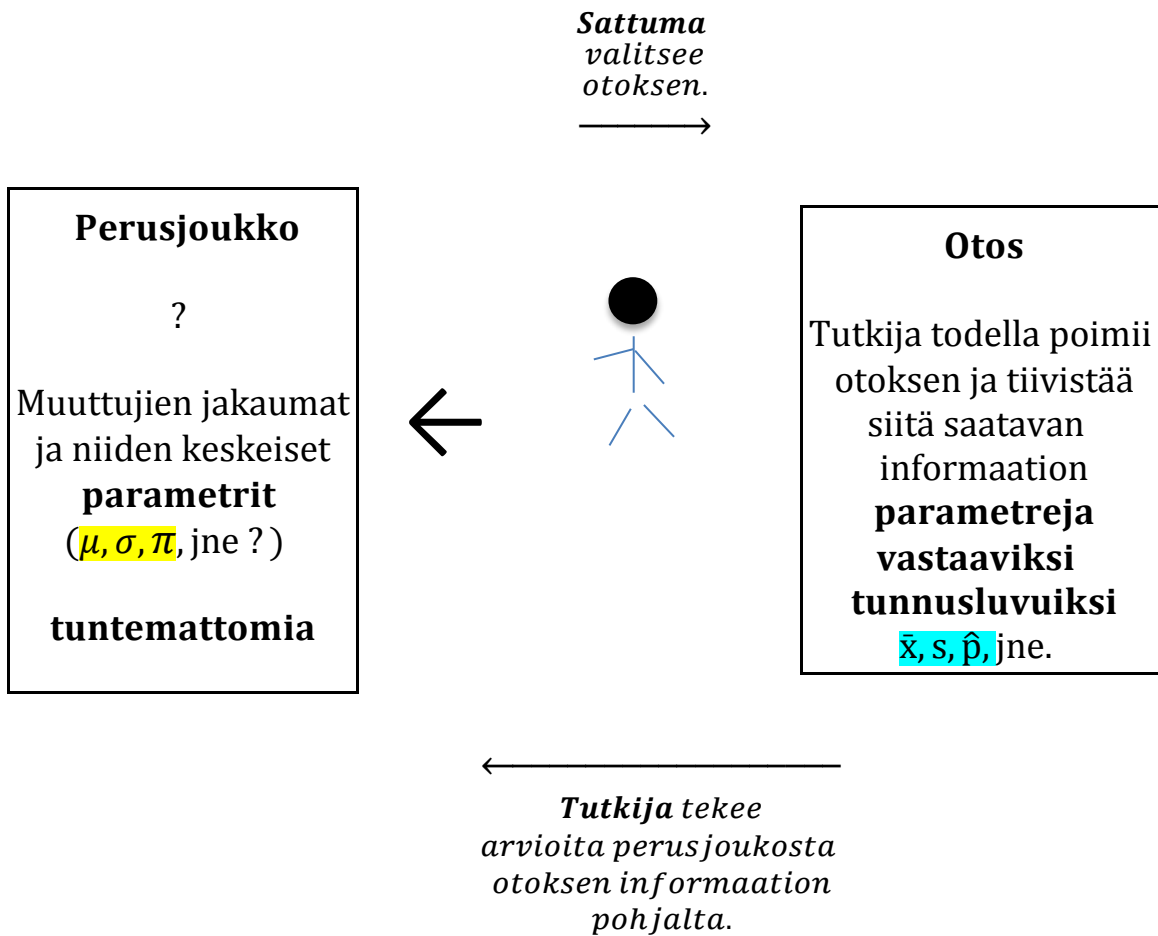 Sattuma
valitsee
otoksen.
⟶
Perusjoukko
?
Muuttujien jakaumat
ja niiden keskeiset
parametrit
(μ, σ, π, jne ? )
tuntemattomia
Otos
Tutkija todella poimii
otoksen ja tiivistää
siitä saatavan
informaation
parametreja
vastaaviksi
tunnusluvuiksi
x̄, s, p̂, jne.
⟵
Tutkija tekee
arvioita perusjoukosta
otoksen informaation
pohjalta.